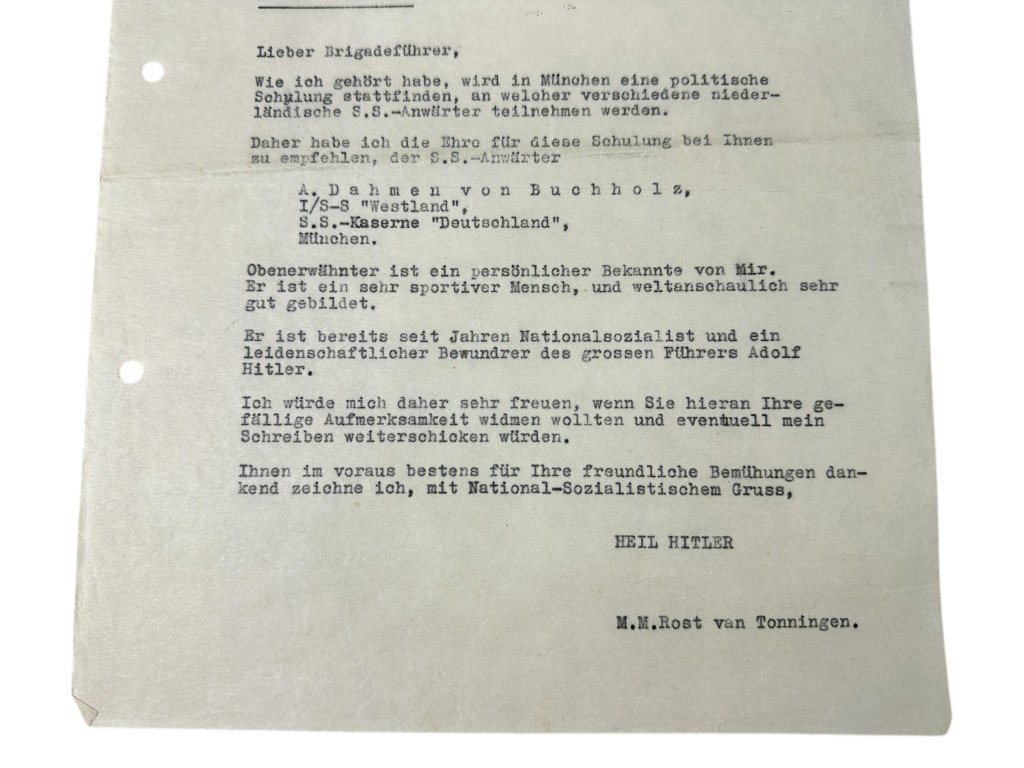 Lieber Brigadeführer,
Wie ich gehört habe, wird in München eine politische
Schulung stattfinden, an welcher verschiedene nieder-
ländische S.S.-Anwärter teilnehmen werden.
Daher habe ich die Ehre für diese Schulung bei Ihnen
zu empfehlen, der S.S.-Anwärter
A. D a h m e n v o n B u c h h o l z,
I/S-S "Westland",
S.S.-Kaserne "Deutschland",
München.
Obenerwähnter ist ein persönlicher Bekannte von Mir.
Er ist ein sehr sportiver Mensch, und weltanschaulich sehr
gut gebildet.
Er ist bereits seit Jahren Nationalsozialist und ein
leidenschaftlicher Bewundrer des grossen Führers Adolf
Hitler.
Ich würde mich daher sehr freuen, wenn Sie hieran Ihre ge-
fällige Aufmerksamkeit widmen wollten und eventuell mein
Schreiben weiterschicken würden.
Ihnen im voraus bestens für Ihre freundliche Bemühungen dan-
kend zeichne ich, mit National-Sozialistischem Gruss,
HEIL HITLER
M.M.Rost van Tonningen.